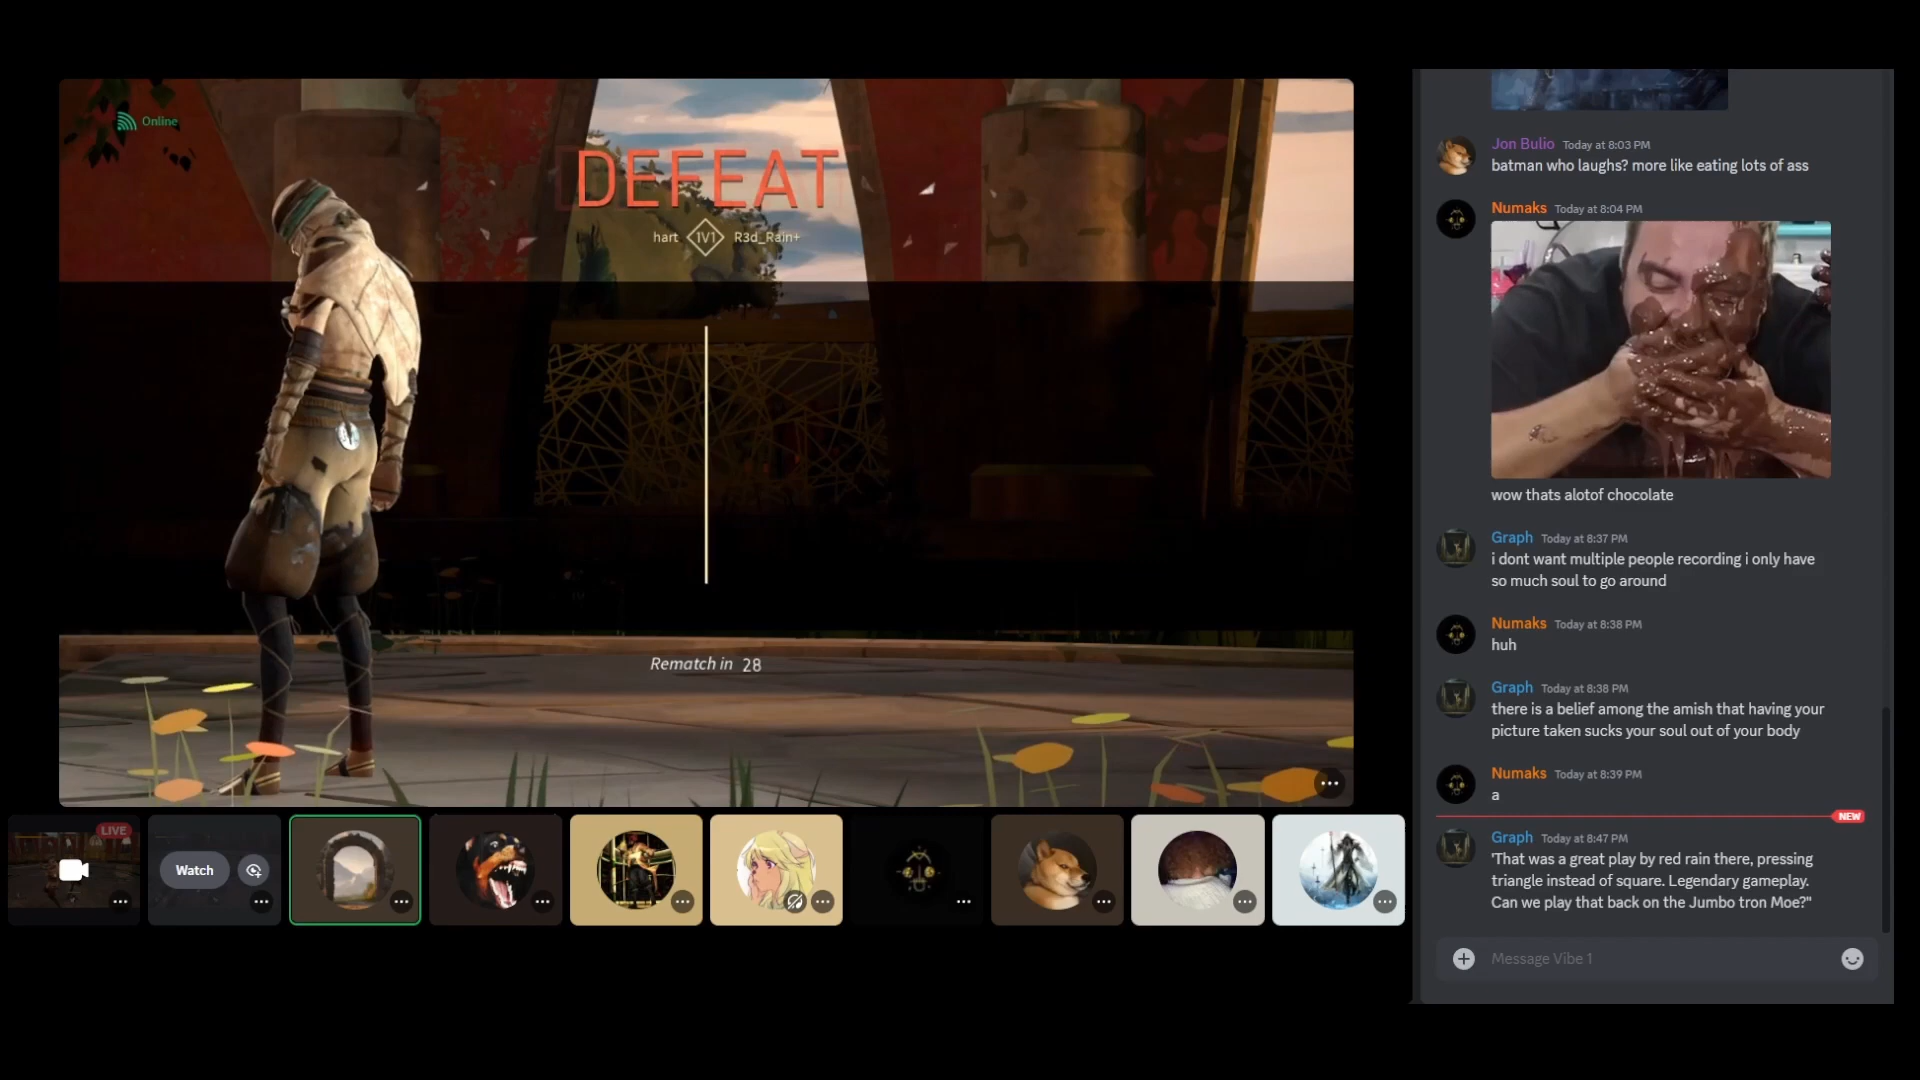 Online
DEFEAT
hart 1V1 R3d_Rain+
Rematch in 28
LIVE
Watch
Jon Bulio Today at 8:03 PM
batman who laughs? more like eating lots of ass
Numaks Today at 8:04 PM
wow thats alotof chocolate
Graph Today at 8:37 PM
i dont want multiple people recording i only have
so much soul to go around
Numaks Today at 8:38 PM
huh
Graph Today at 8:38 PM
there is a belief among the amish that having your
picture taken sucks your soul out of your body
Numaks Today at 8:39 PM
a
NEW
Graph Today at 8:47 PM
'That was a great play by red rain there, pressing
triangle instead of square. Legendary gameplay.
Can we play that back on the Jumbo tron Moe?"
Message Vibe 1